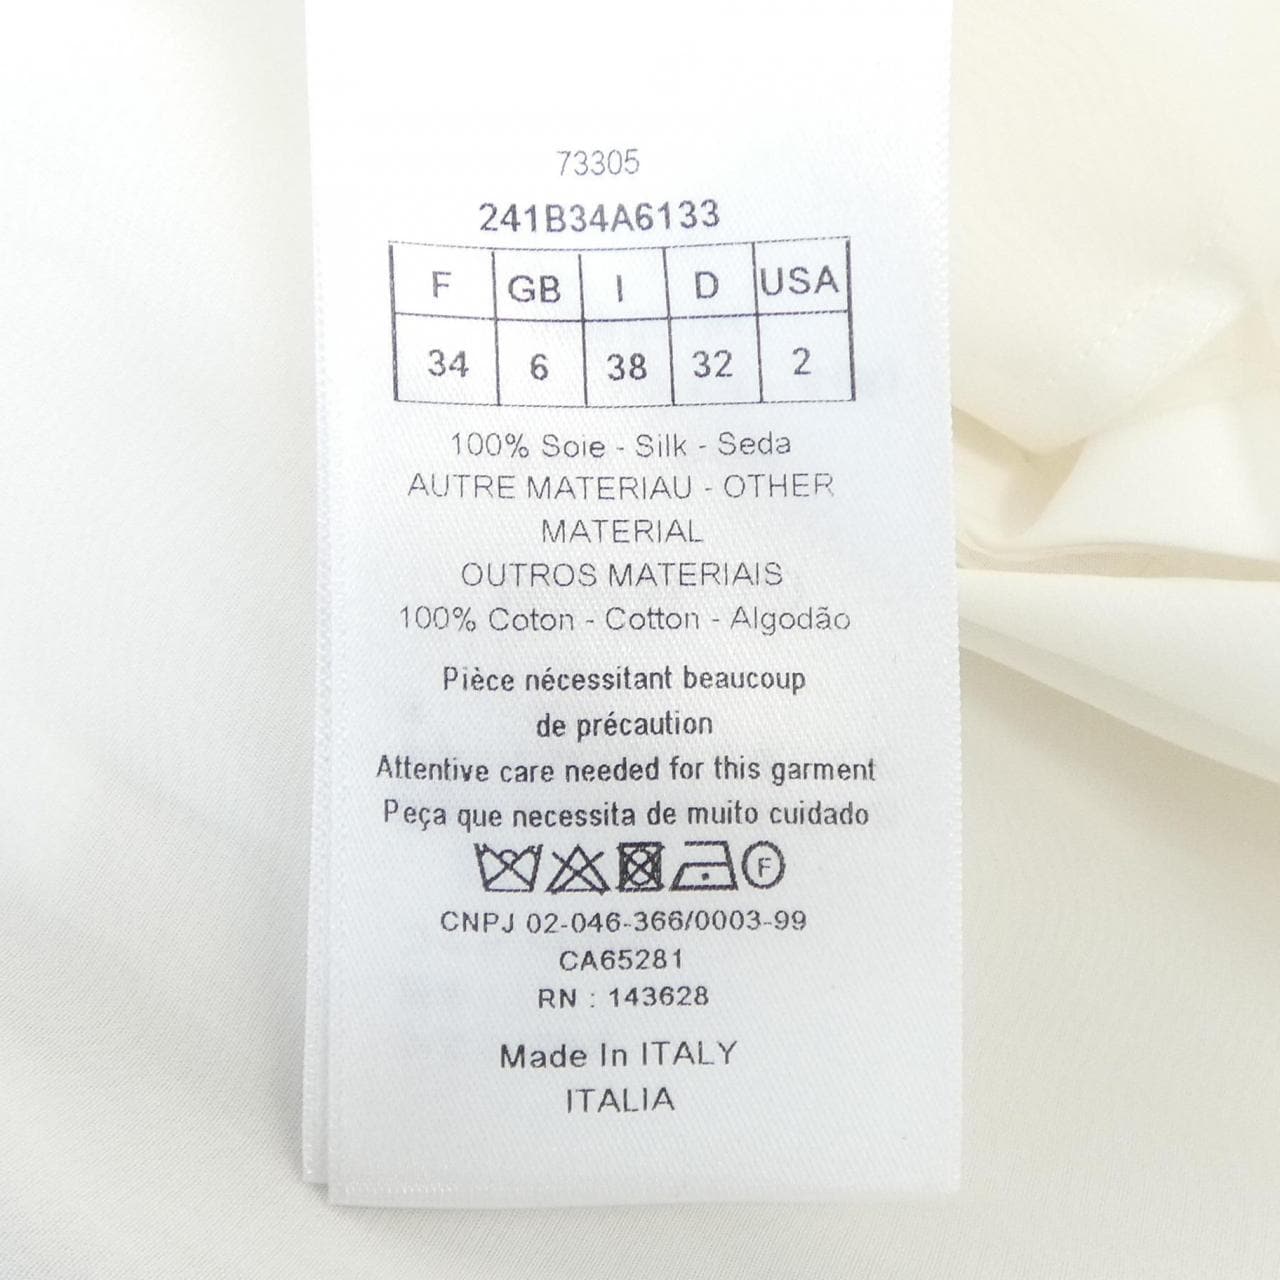 73305
241B34A6133
F GB I D USA
34 6 38 32 2
100% Soie - Silk - Seda
AUTRE MATERIAU - OTHER
MATERIAL
OUTROS MATERIAIS
100% Coton - Cotton - Algodão
Pièce nécessitant beaucoup
de précaution
Attentive care needed for this garment
Peça que necessita de muito cuidado
F
CNPJ 02-046-366/0003-99
CA65281
RN : 143628
Made In ITALY
ITALIA